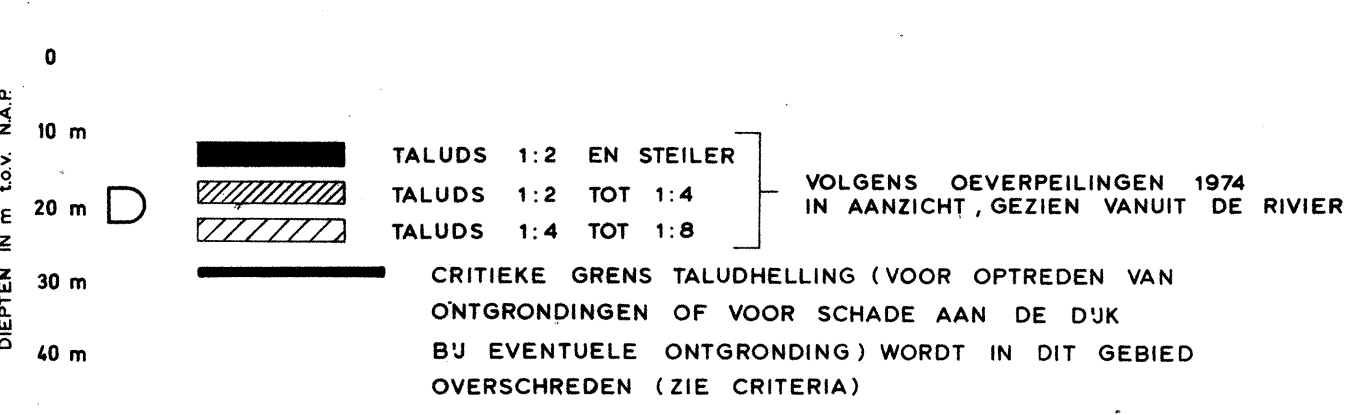 DIEPTEN IN m t.o.v. N.A.P.
0
10 m
20 m
30 m
40 m
D
TALUDS 1:2 EN STEILER
TALUDS 1:2 TOT 1:4
TALUDS 1:4 TOT 1:8
VOLGENS OEVERPEILINGEN 1974
IN AANZICHT, GEZIEN VANUIT DE RIVIER
CRITIEKE GRENS TALUDHELLING (VOOR OPTREDEN VAN
ONTGRONDINGEN OF VOOR SCHADE AAN DE DIJK
BIJ EVENTUELE ONTGRONDING) WORDT IN DIT GEBIED
OVERSCHREDEN (ZIE CRITERIA)